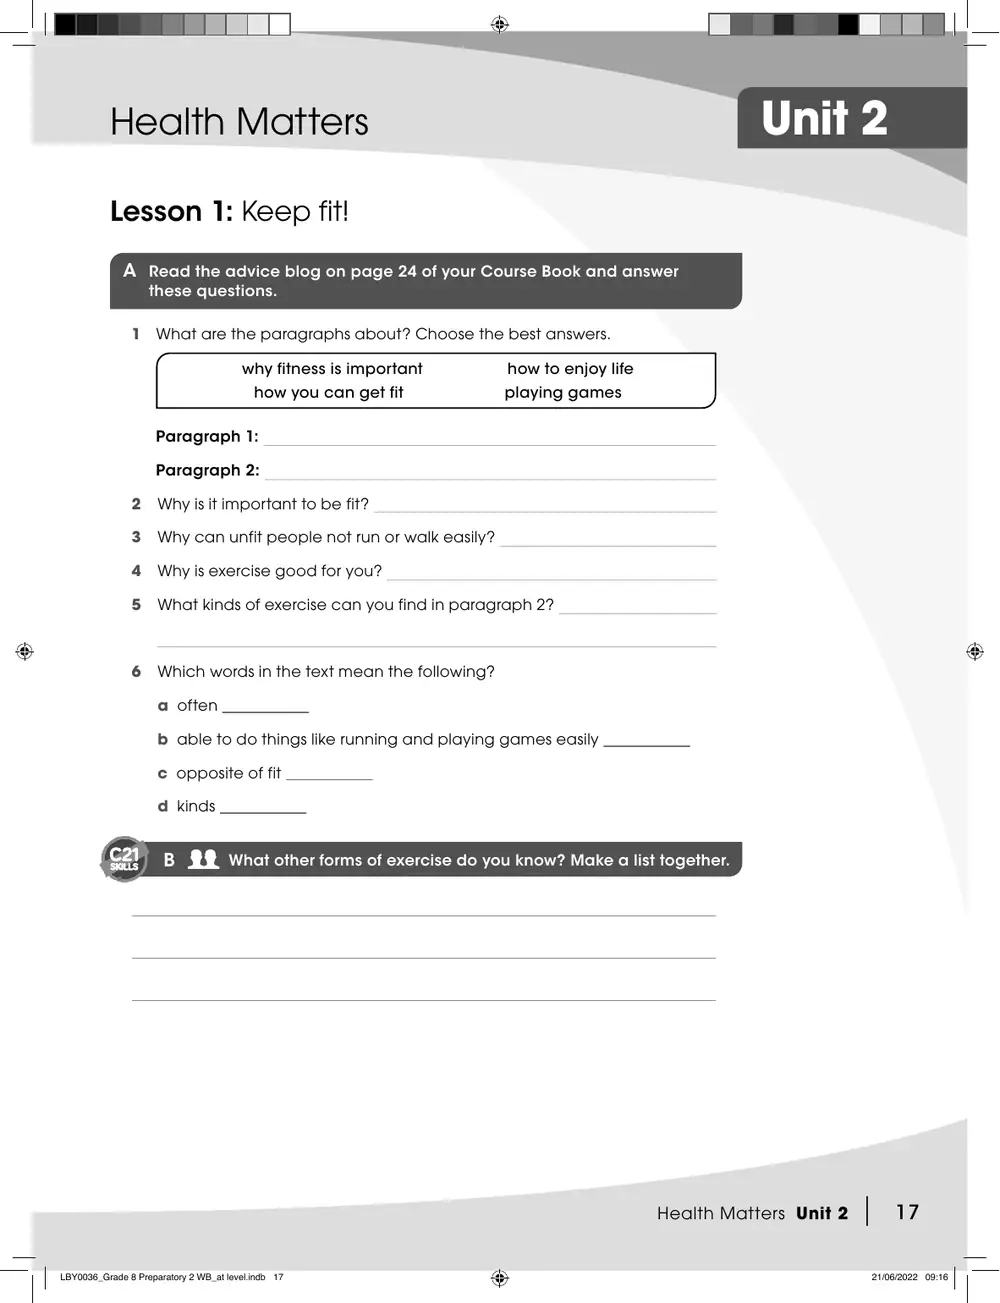 Health Matters
Unit 2
Lesson 1: Keep fit!
A Read the advice blog on page 24 of your Course Book and answer
these questions.
1 What are the paragraphs about? Choose the best answers.
why fitness is important how to enjoy life
how you can get fit playing games
Paragraph 1:
Paragraph 2:
2 Why is it important to be fit?
3 Why can unfit people not run or walk easily?
4 Why is exercise good for you?
5 What kinds of exercise can you find in paragraph 2?
6 Which words in the text mean the following?
a often
b able to do things like running and playing games easily
c opposite of fit
d kinds
C21
SKILLS
B What other forms of exercise do you know? Make a list together.
Health Matters Unit 2 17
LBY0036_Grade 8 Preparatory 2 WB_at level.indb 17
21/06/2022 09:16